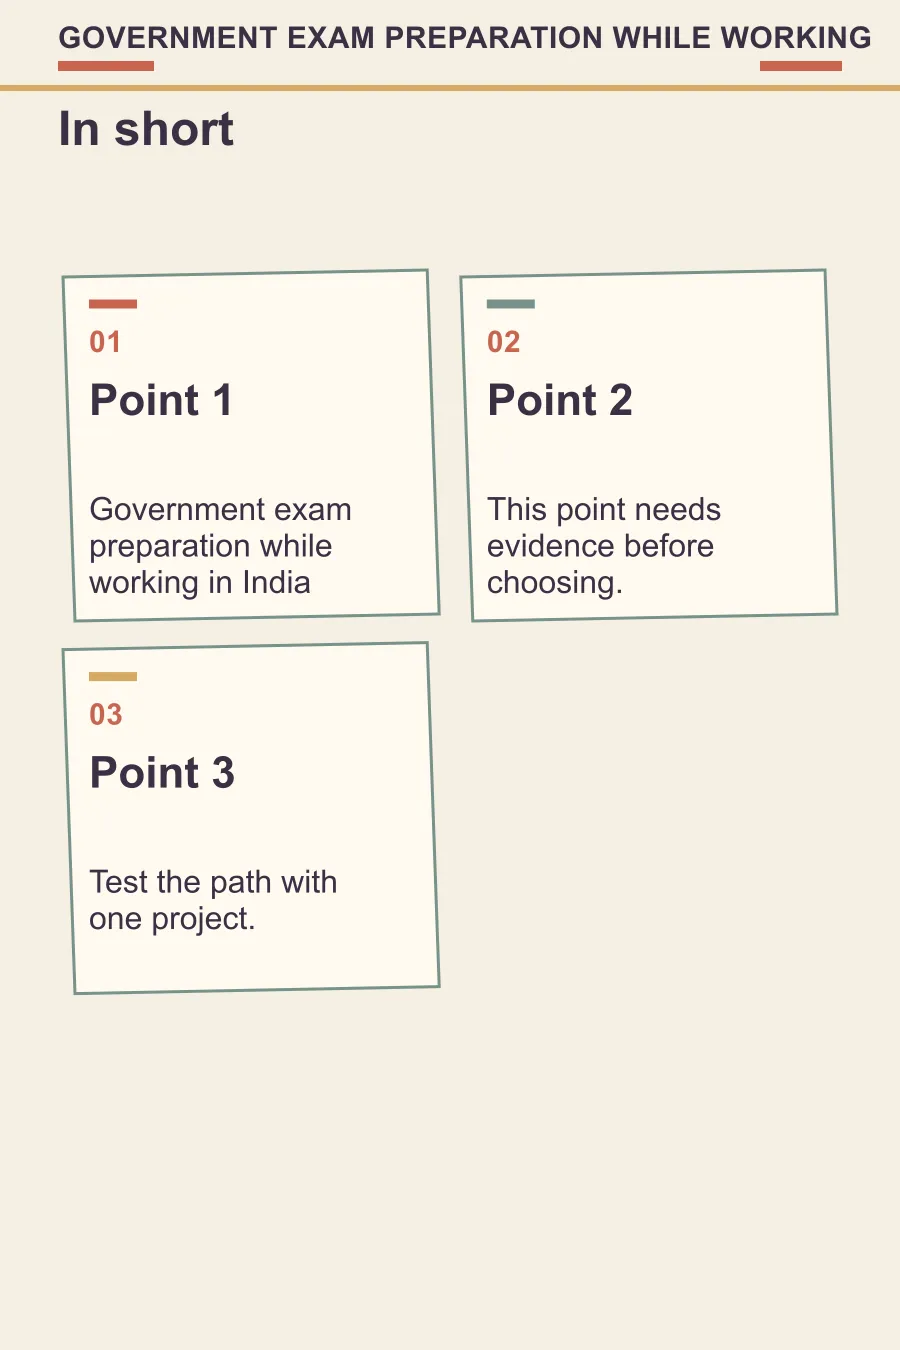 GOVERNMENT EXAM PREPARATION WHILE WORKING
In short
01
Point 1
Government exam
preparation while
working in India
02
Point 2
This point needs
evidence before
choosing.
03
Point 3
Test the path with
one project.